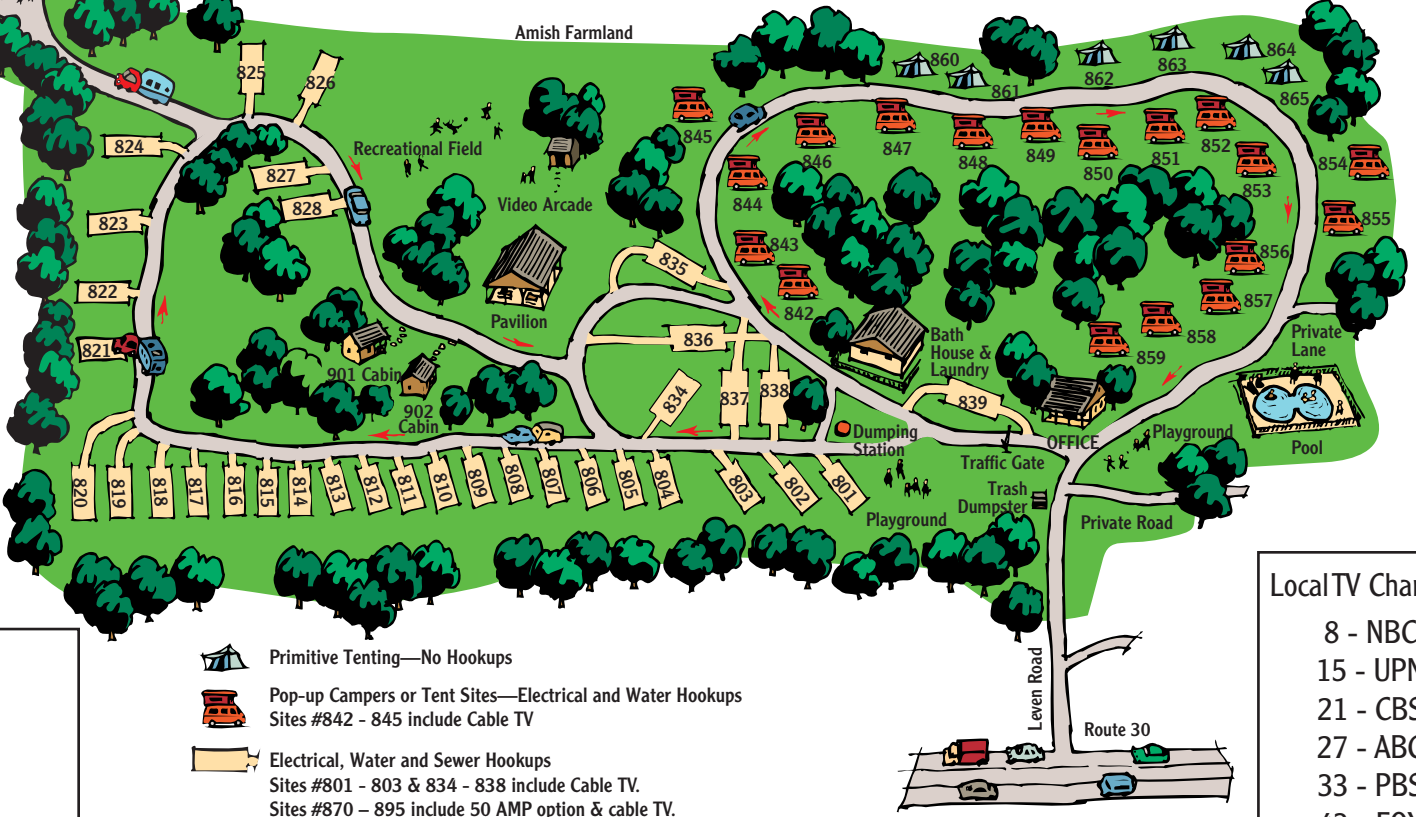 Amish Farmland
825
826
860
861
862
863
864
865
824
Recreational Field
845
846
847
848
849
850
851
852
853
854
827
828
Video Arcade
844
855
823
843
835
856
822
842
857
Pavilion
836
858
859
821
Bath
House &
Laundry
Private
Lane
901 Cabin
902
Cabin
834
837
838
839
Pool
Dumping
Station
Traffic Gate
OFFICE
Playground
820
819
818
817
816
815
814
813
812
811
810
809
808
807
806
805
804
803
802
801
Playground
Trash
Dumpster
Private Road
Leven Road
Route 30
Primitive Tenting—No Hookups
Pop-up Campers or Tent Sites—Electrical and Water Hookups
Sites #842 - 845 include Cable TV
Electrical, Water and Sewer Hookups
Sites #801 - 803 & 834 - 838 include Cable TV.
Sites #870 – 895 include 50 AMP option & cable TV.
Local TV Chan
8 - NBC
15 - UPN
21 - CBS
27 - ABC
33 - PBS